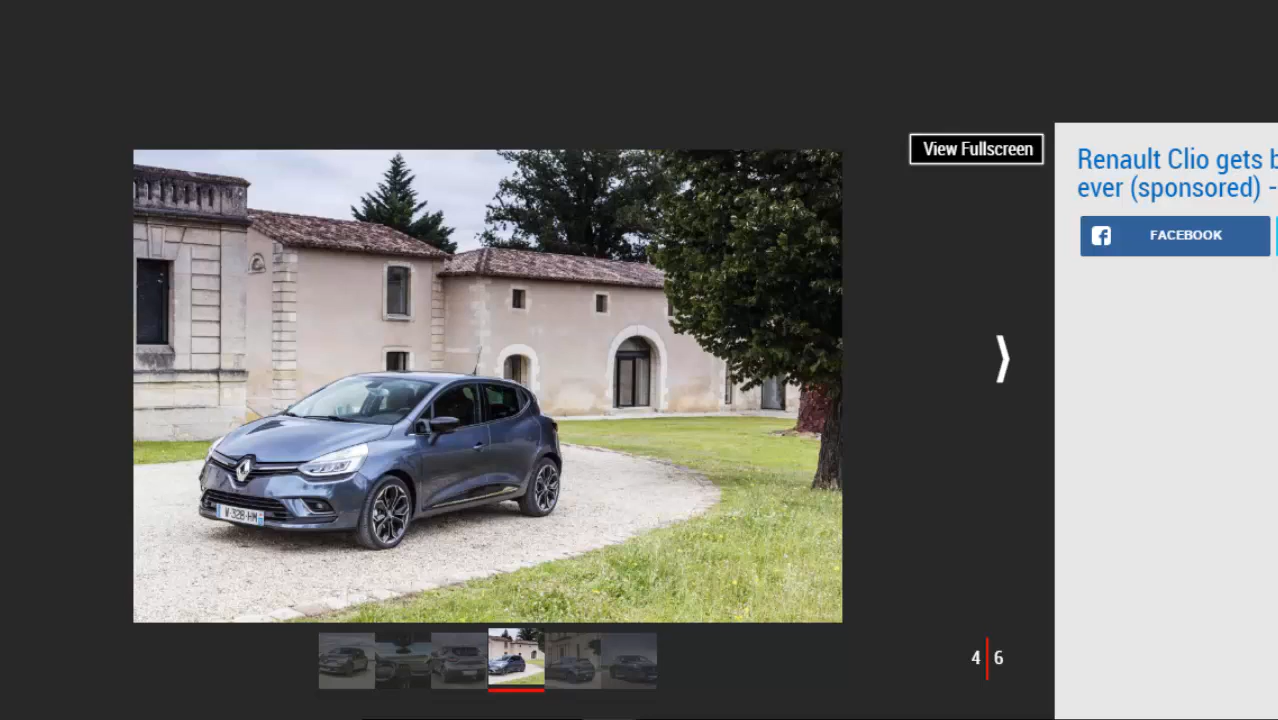 View Fullscreen
Renault Clio gets b
ever (sponsored) -
FACEBOOK
4 6